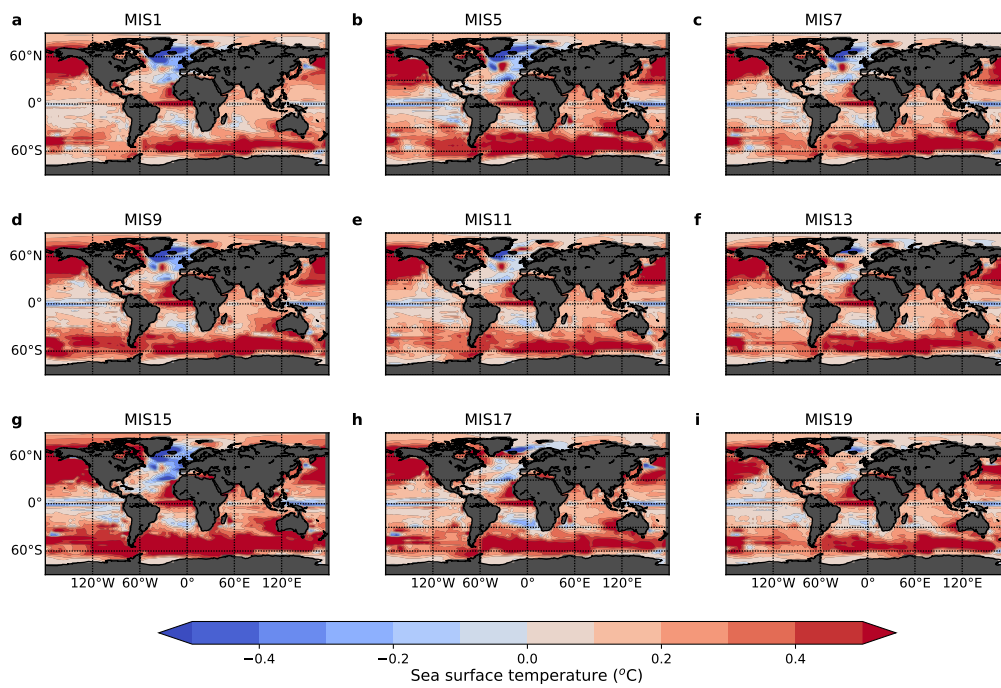 a MIS1 b MIS5 c MIS7
60°N
0°
60°S
d MIS9 e MIS11 f MIS13
60°N
0°
60°S
g MIS15 h MIS17 i MIS19
60°N
0°
60°S
120°W 60°W 0° 60°E 120°E 120°W 60°W 0° 60°E 120°E 120°W 60°W 0° 60°E 120°E
−0.4 −0.2 0.0 0.2 0.4
Sea surface temperature (°C)